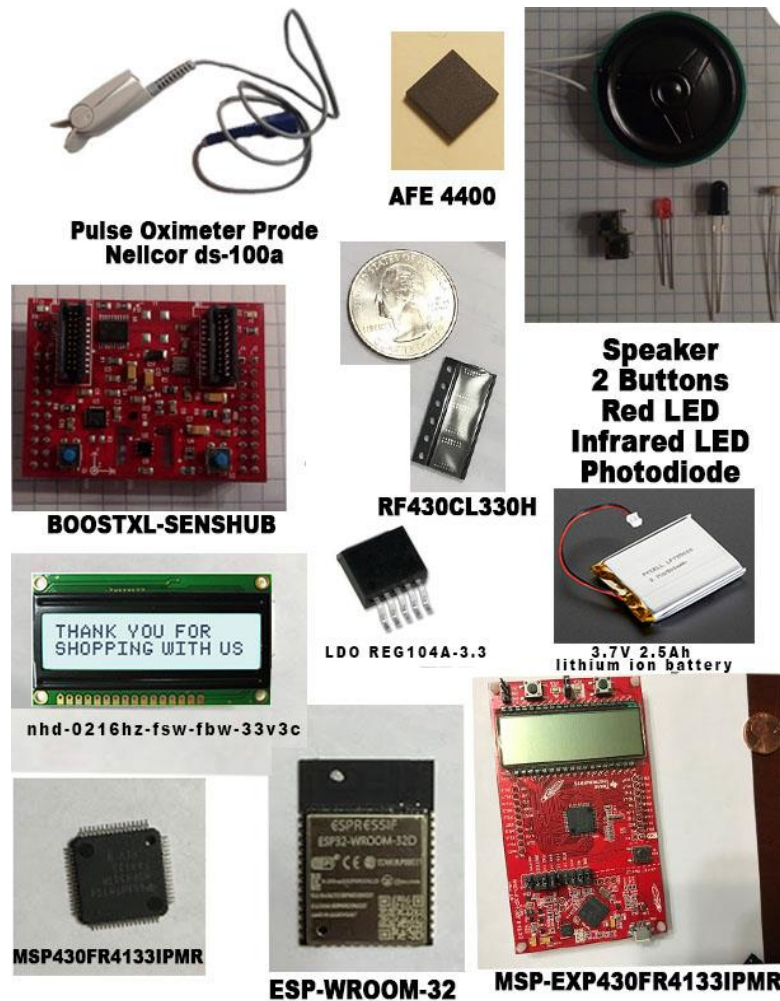 AFE 4400
Pulse Oximeter Prode
Nellcor ds-100a
LIBERTY
Speaker
2 Buttons
Red LED
Infrared LED
Photodiode
RF430CL330H
BOOSTXL-SENSHUB
THANK YOU FOR
SHOPPING WITH US
nhd-0216hz-fsw-fbw-33v3c
LDO REG104A-3.3
3.7V 2.5Ah
lithium ion battery
ESPRESSIF
ESP32-WROOM-32D
MSP430FR4133IPMR
ESP-WROOM-32
MSP-EXP430FR4133IPMR